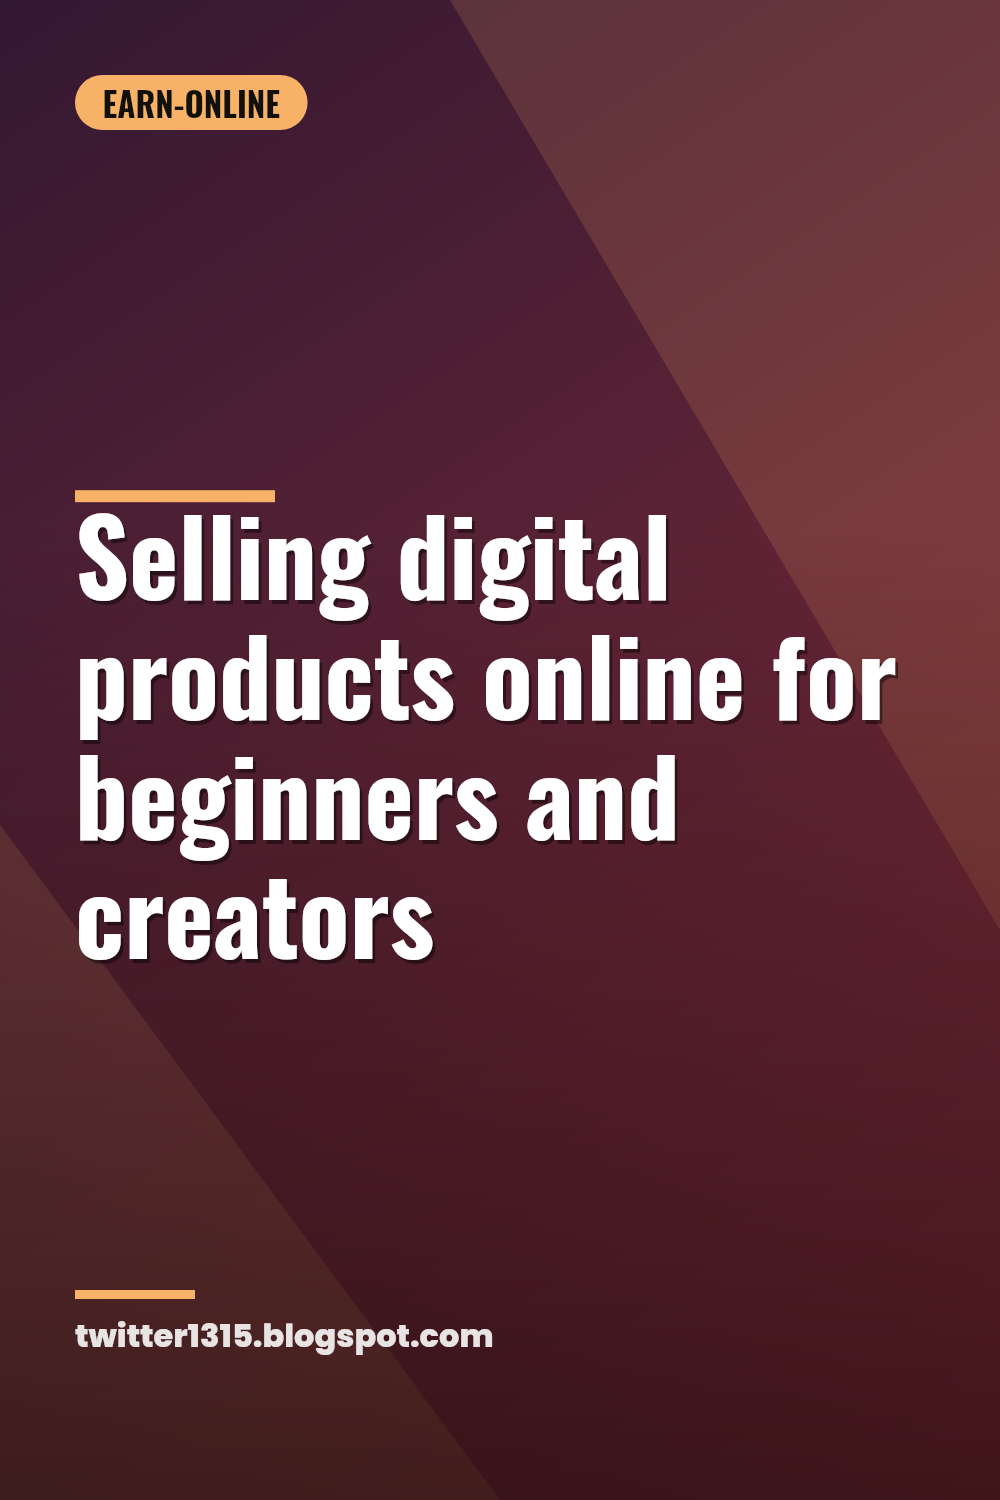 EARN-ONLINE
Selling digital
products online for
beginners and
creators
twitter1315.blogspot.com